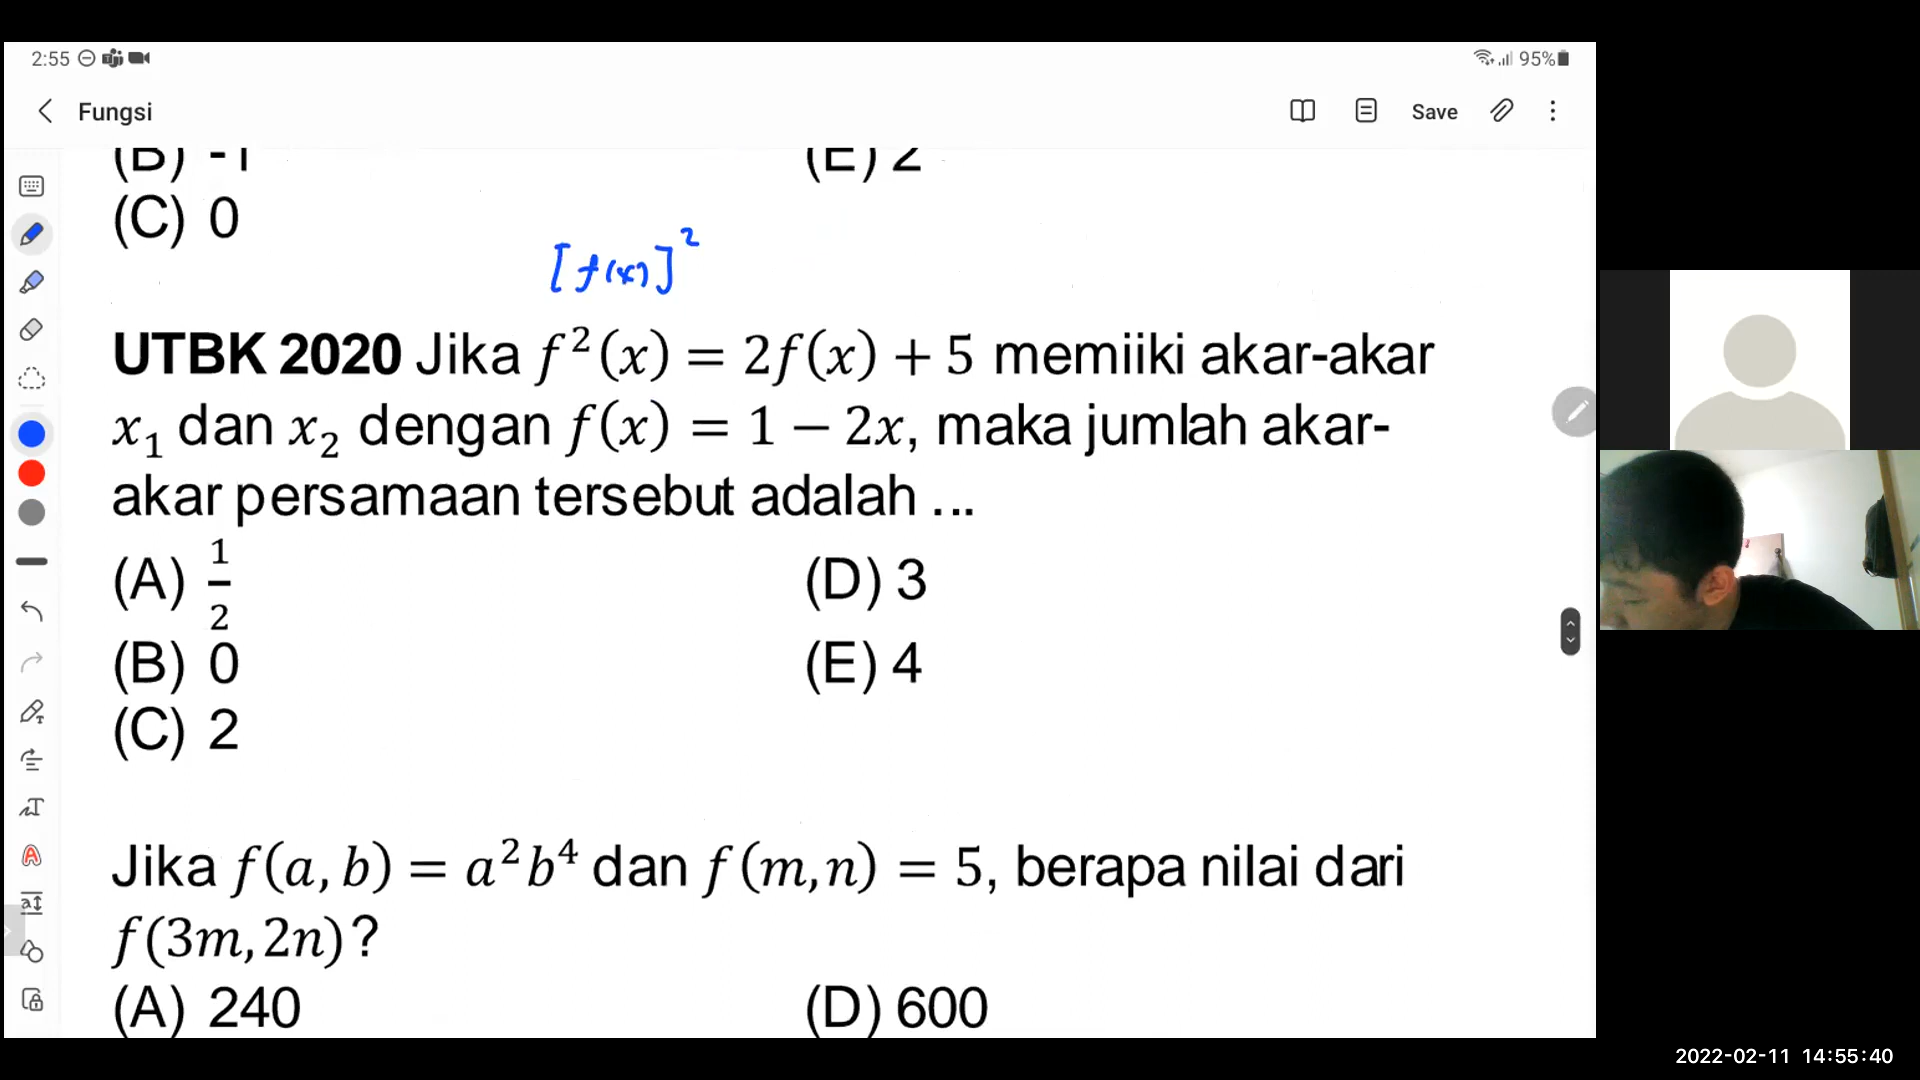 2:55 95%
Fungsi Save
(B) -1 (E) 2
(C) 0
[f(x)]²
UTBK 2020 Jika f²(x) = 2f(x) + 5 memiiki akar-akar
x₁ dan x₂ dengan f(x) = 1 − 2x, maka jumlah akar-
akar persamaan tersebut adalah ...
(A) 1/2 (D) 3
(B) 0 (E) 4
(C) 2
Jika f(a, b) = a²b⁴ dan f(m, n) = 5, berapa nilai dari
f(3m, 2n)?
(A) 240 (D) 600
2022-02-11 14:55:40